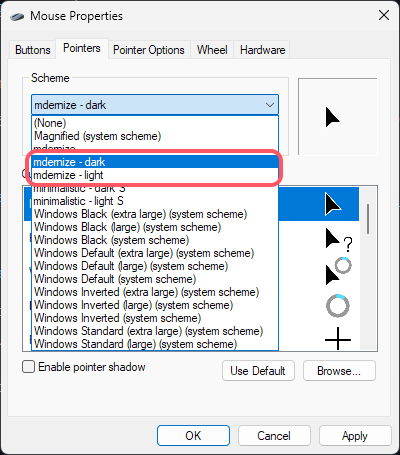 Mouse Properties
Buttons
Pointers
Pointer Options
Wheel
Hardware
Scheme
mdernize - dark
(None)
Magnified (system scheme)
mdernize
mdernize - dark
mdernize - light
minimalistic - dark S
minimalistic - light S
Windows Black (extra large) (system scheme)
Windows Black (large) (system scheme)
Windows Black (system scheme)
Windows Default (extra large) (system scheme)
Windows Default (large) (system scheme)
Windows Default (system scheme)
Windows Inverted (extra large) (system scheme)
Windows Inverted (large) (system scheme)
Windows Inverted (system scheme)
Windows Standard (extra large) (system scheme)
Windows Standard (large) (system scheme)
Enable pointer shadow
Use Default
Browse...
OK
Cancel
Apply